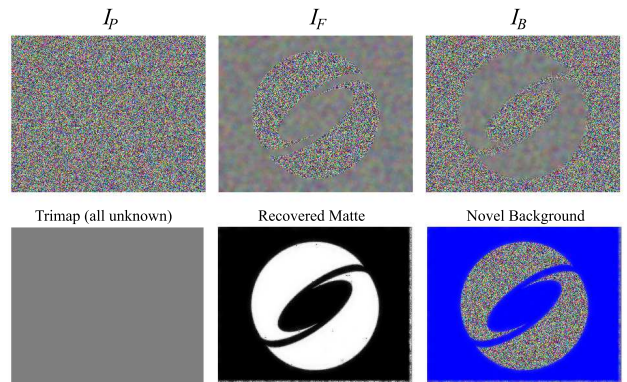 I_P
I_F
I_B
Trimap (all unknown)
Recovered Matte
Novel Background